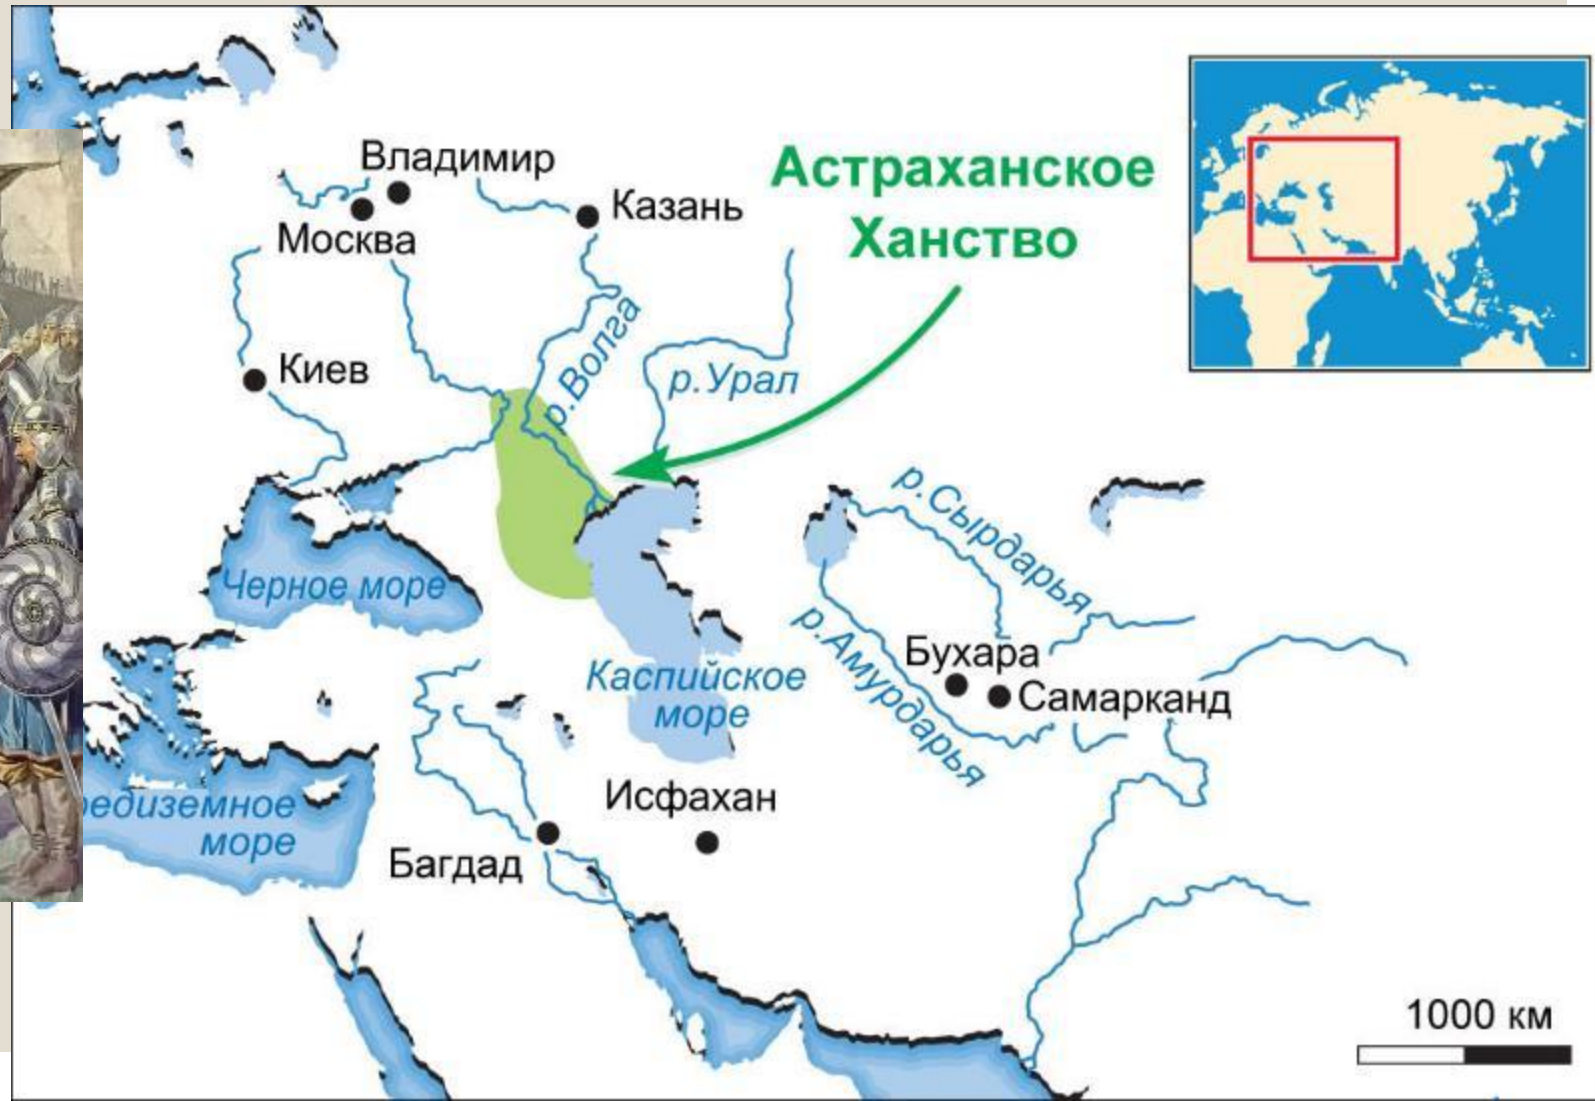 Владимир
Москва
Казань
Астраханское
Ханство
Киев
р.Волга
р.Урал
р.Сырдарья
Черное море
р.Амурдарья
Бухара
Самарканд
Каспийское
море
Исфахан
едиземное
море
Багдад
1000 км